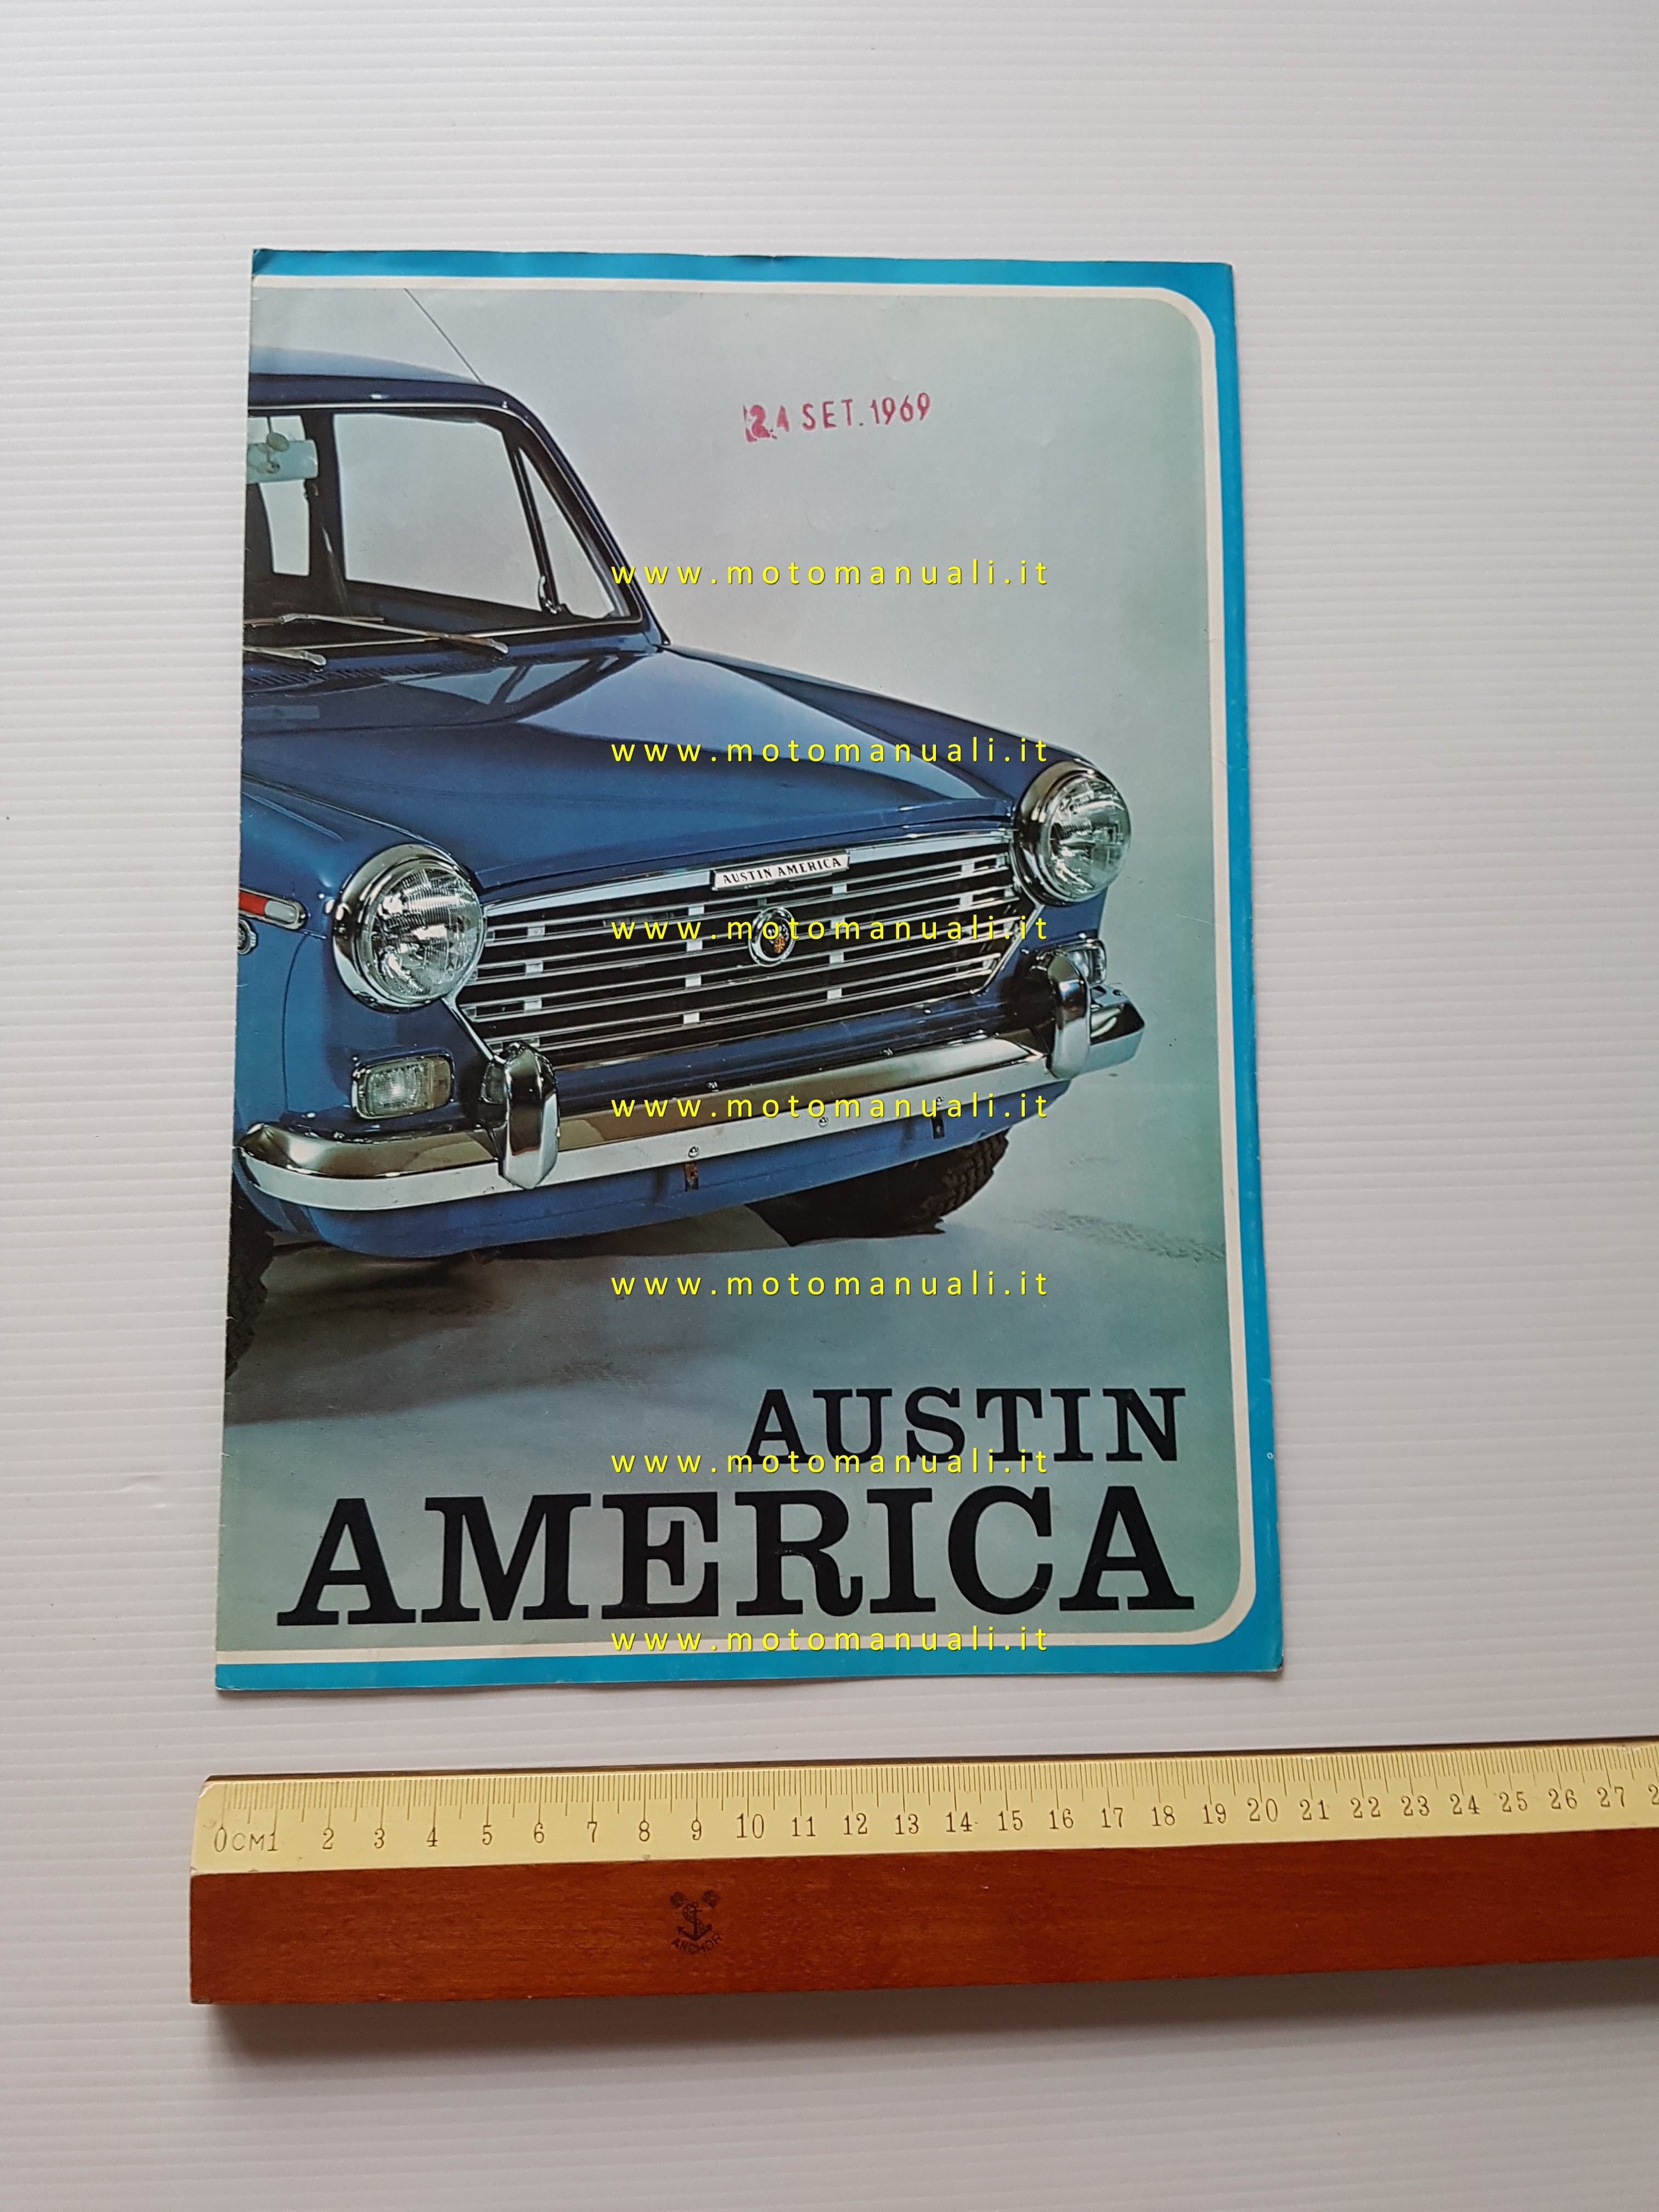 24 SET. 1969
www.motomanuali.it
www.motomanuali.it
AUSTIN AMERICA
www.motomanuali.it
www.motomanuali.it
www.motomanuali.it
AUSTIN
www.motomanuali.it
AMERICA
www.motomanuali.it
0CM1 2 3 4 5 6 7 8 9 10 11 12 13 14 15 16 17 18 19 20 21 22 23 24 25 26 27
ANCHOR